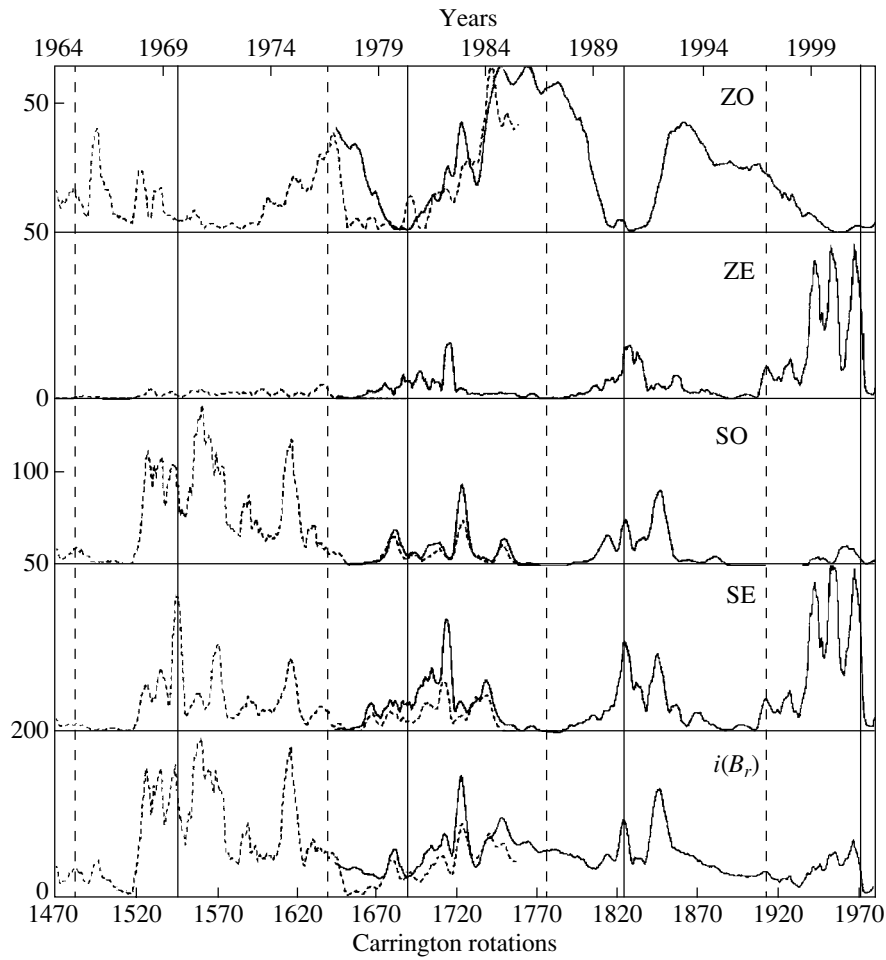 Years
1964 1969 1974 1979 1984 1989 1994 1999
50 ZO
50
ZE
0
SO
100
50
SE
200
i(B_r)
0
1470 1520 1570 1620 1670 1720 1770 1820 1870 1920 1970
Carrington rotations